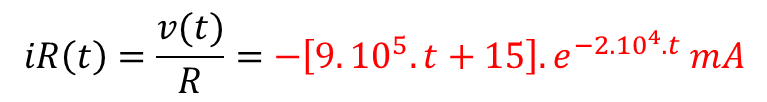 iR(t) = v(t)/R = −[9. 10⁵. t + 15]. e^−2.10⁴.t mA